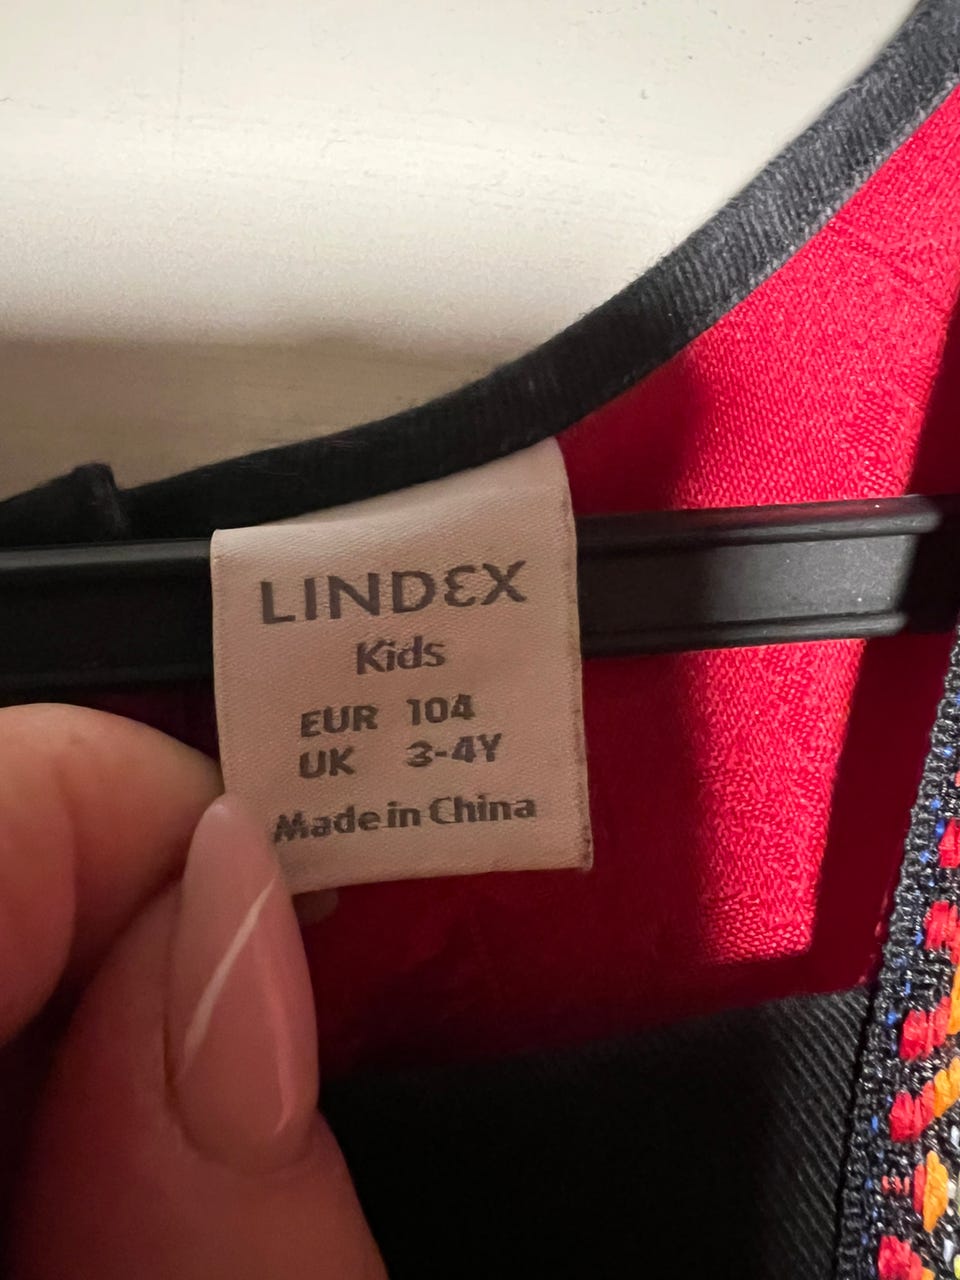 LINDEX
Kids
EUR 104
UK 3-4Y
Made in China